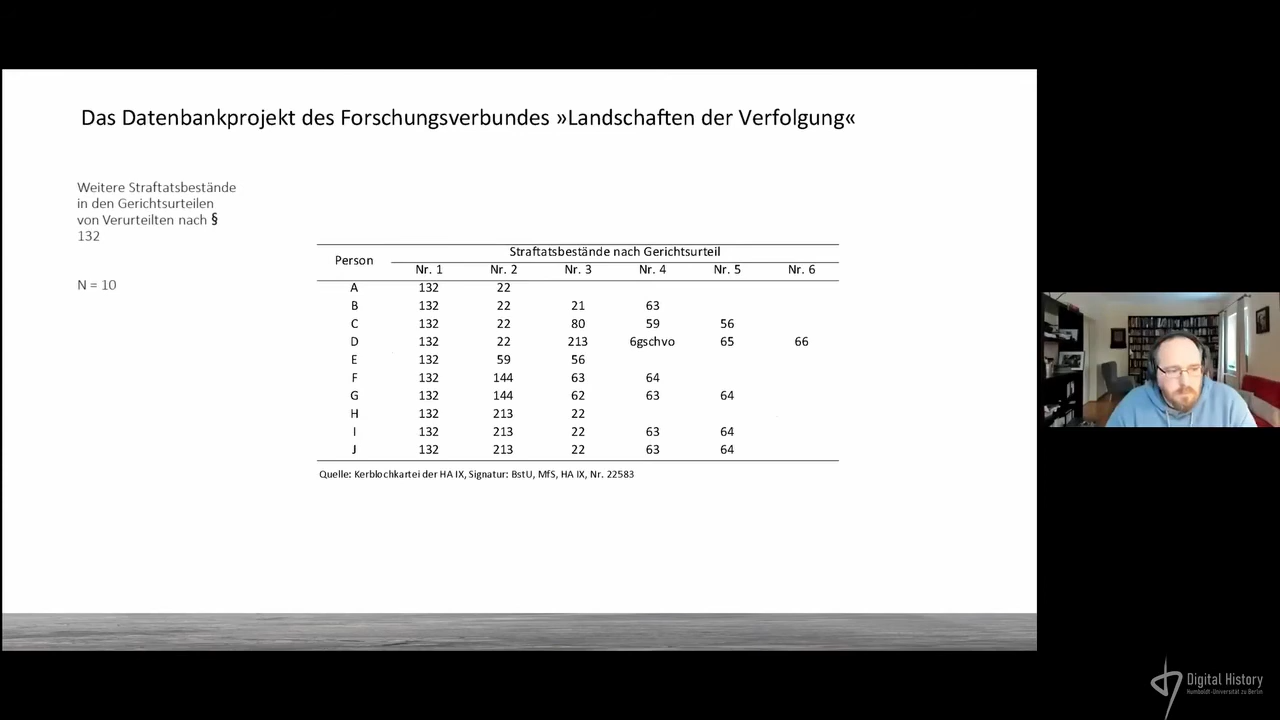 Das Datenbankprojekt des Forschungsverbundes »Landschaften der Verfolgung«
Weitere Straftatsbestände
in den Gerichtsurteilen
von Verurteilten nach §
132
N = 10
Person Straftatsbestände nach Gerichtsurteil
Nr. 1 Nr. 2 Nr. 3 Nr. 4 Nr. 5 Nr. 6
A 132 22
B 132 22 21 63
C 132 22 80 59 56
D 132 22 213 6gschvo 65 66
E 132 59 56
F 132 144 63 64
G 132 144 62 63 64
H 132 213 22
I 132 213 22 63 64
J 132 213 22 63 64
Quelle: Kerblochkartei der HA IX, Signatur: BstU, MfS, HA IX, Nr. 22583
Digital History
Humboldt-Universität zu Berlin